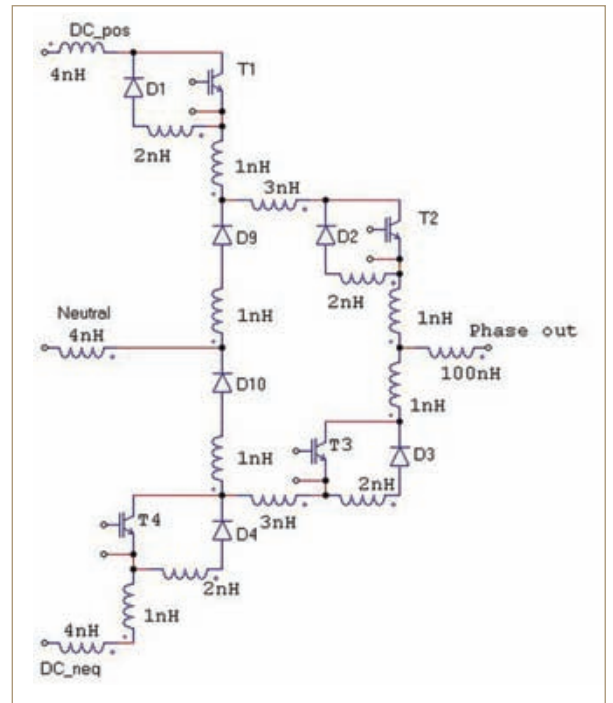 DC_pos
T1
4nH
D1
2nH
1nH
3nH
T2
D9
D2
2nH
Neutral
1nH
1nH
4nH
Phase out
D10
100nH
1nH
T3
1nH
D3
2nH
T4
3nH
D4
2nH
1nH
4nH
DC_neq